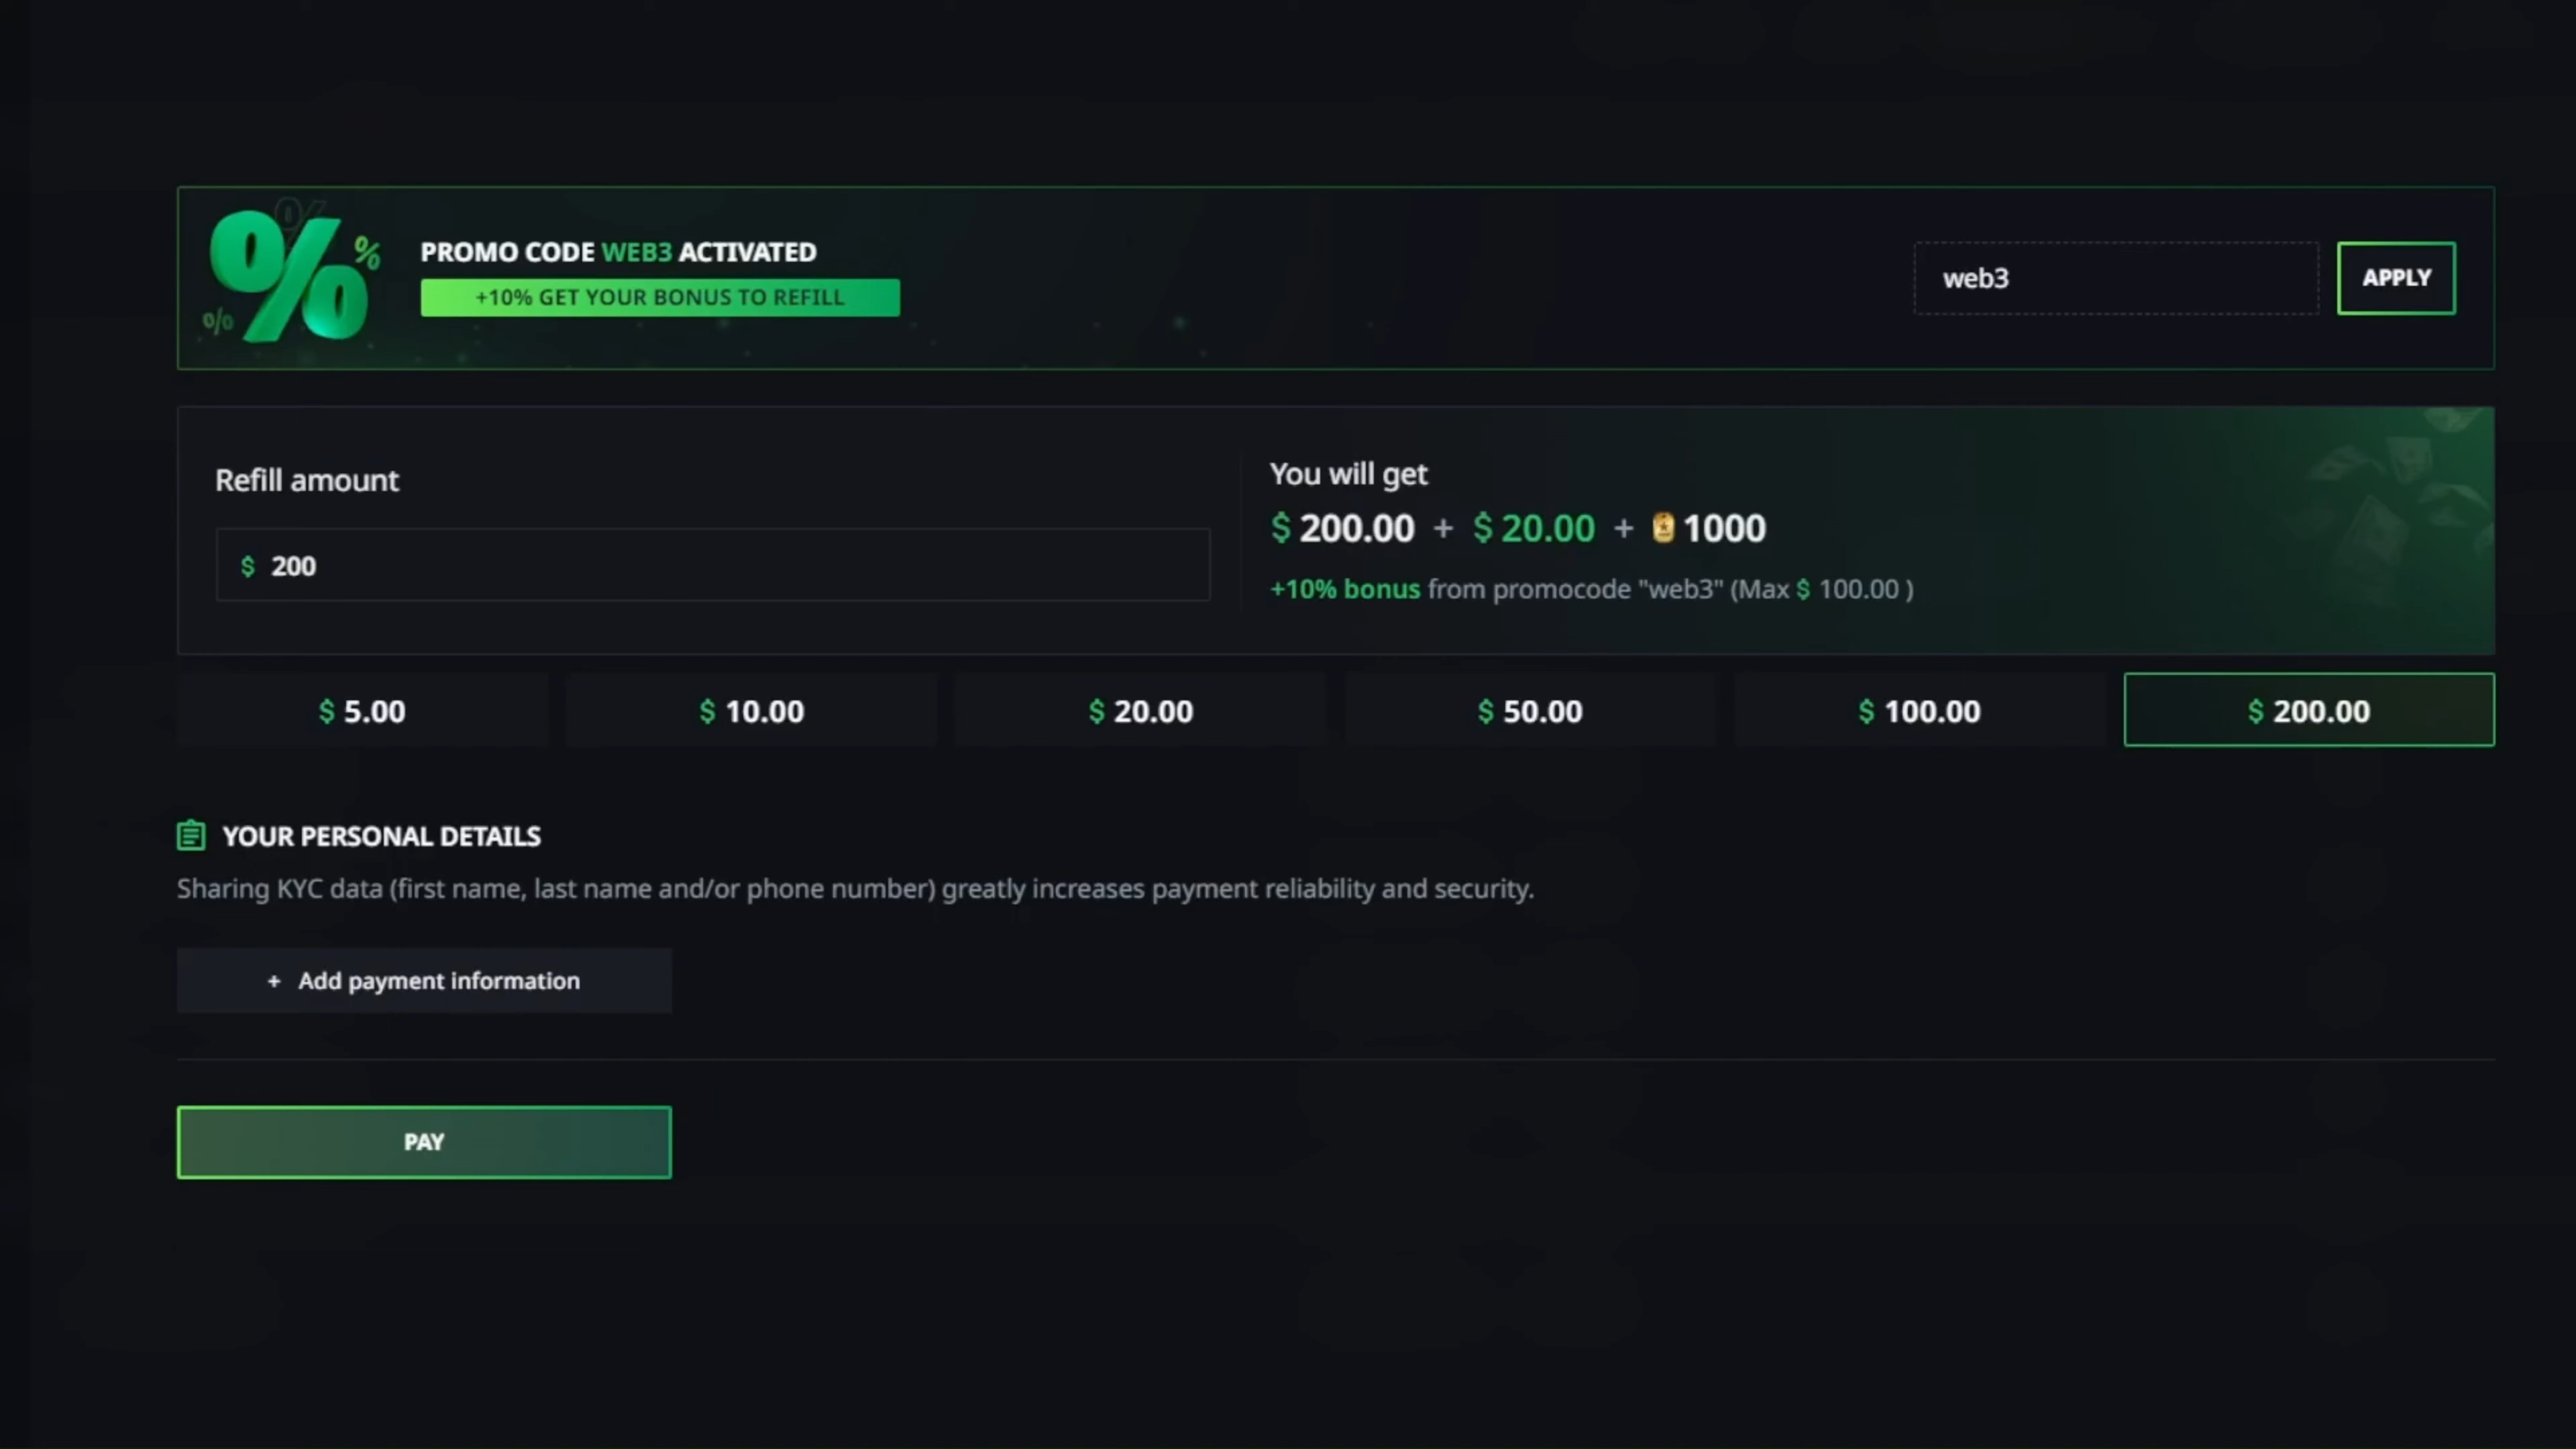 PROMO CODE WEB3 ACTIVATED
+10% GET YOUR BONUS TO REFILL
web3
APPLY
Refill amount
$ 200
You will get
$ 200.00 + $ 20.00 + 1000
+10% bonus from promocode "web3" (Max $ 100.00 )
$ 5.00
$ 10.00
$ 20.00
$ 50.00
$ 100.00
$ 200.00
YOUR PERSONAL DETAILS
Sharing KYC data (first name, last name and/or phone number) greatly increases payment reliability and security.
+ Add payment information
PAY